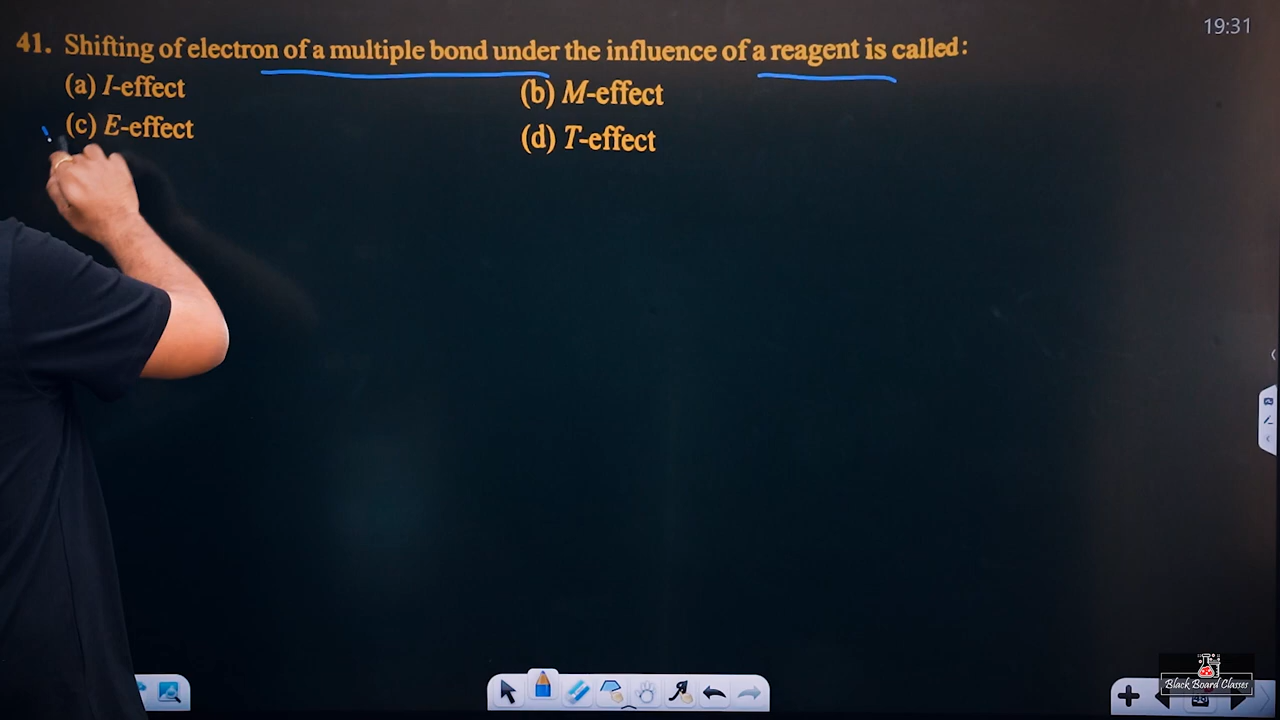 19:31
41. Shifting of electron of a multiple bond under the influence of a reagent is called:
(a) I-effect (b) M-effect
(c) E-effect (d) T-effect
Black Board Classes